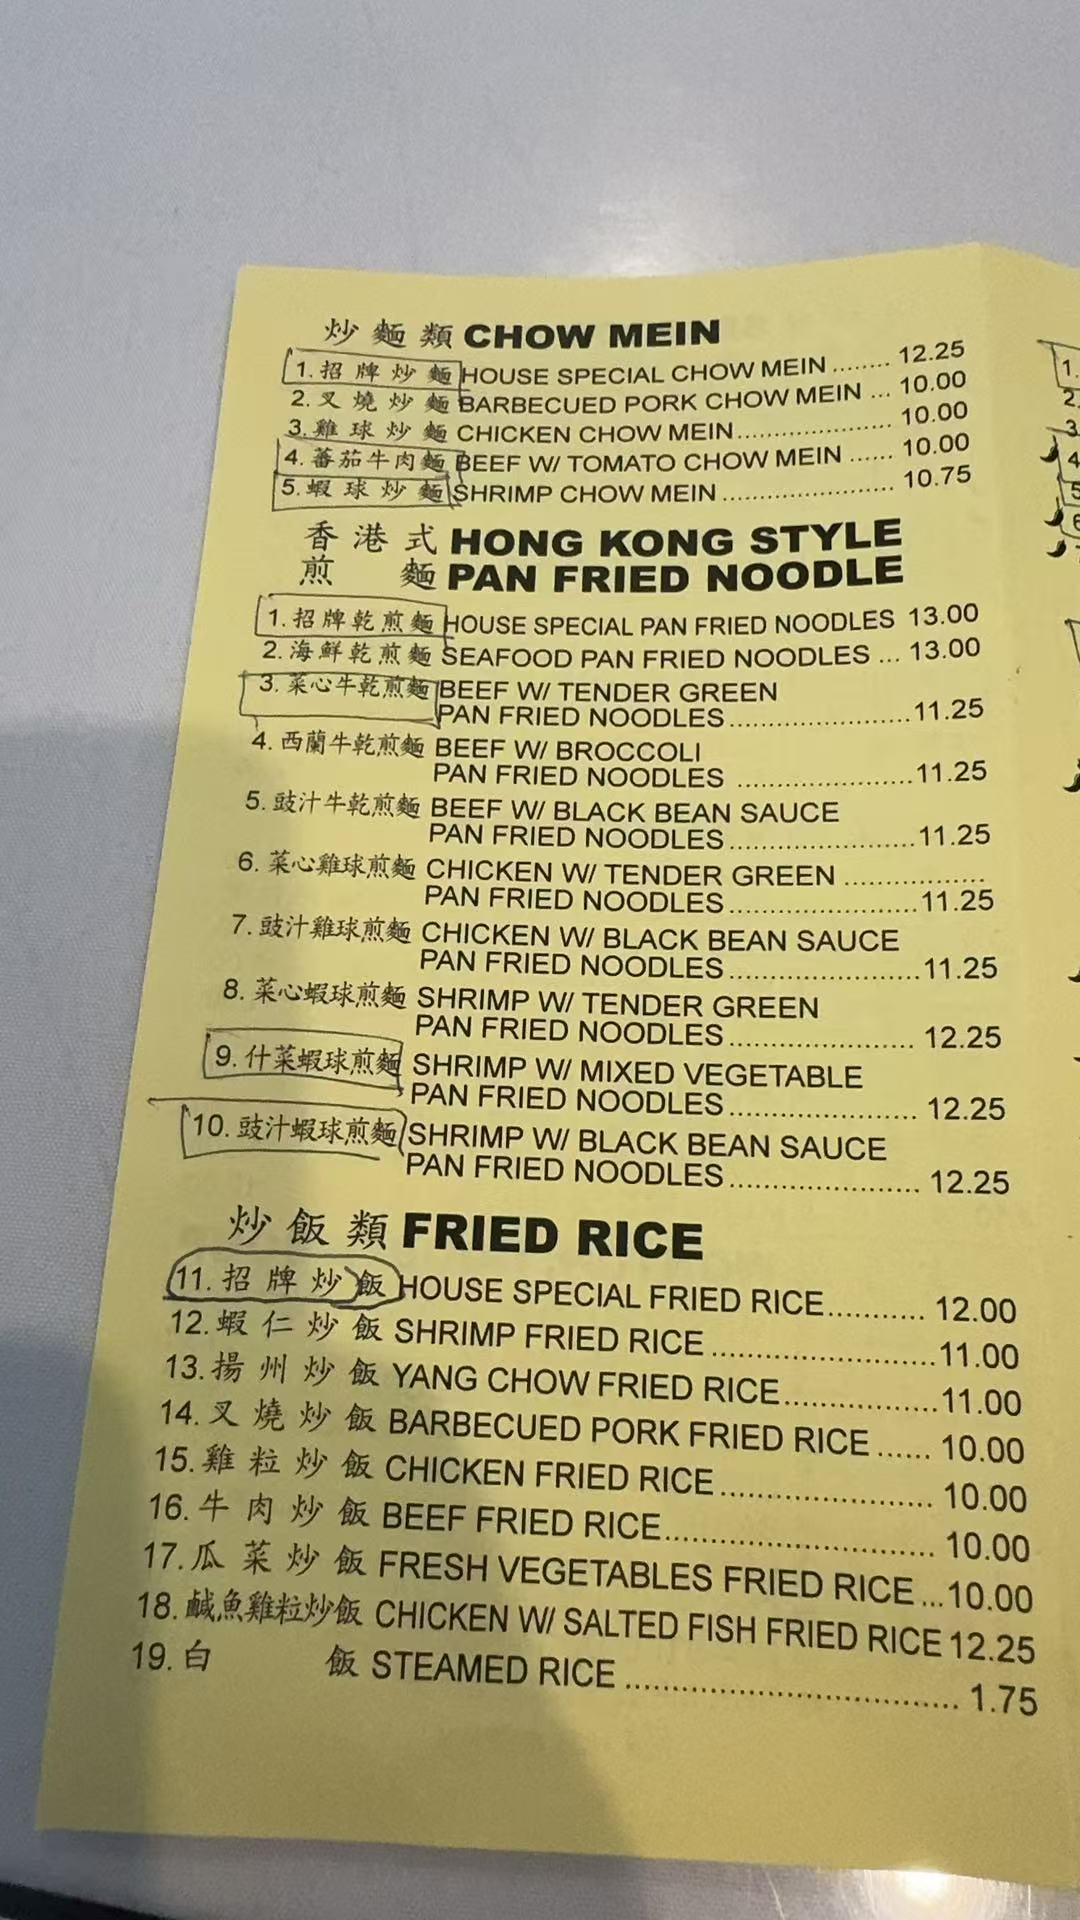 炒麵類 CHOW MEIN
1. 招牌炒麵 HOUSE SPECIAL CHOW MEIN ........ 12.25
2. 叉燒炒麵 BARBECUED PORK CHOW MEIN ... 10.00
3. 雞球炒麵 CHICKEN CHOW MEIN...................... 10.00
4. 蕃茄牛肉麵 BEEF W/ TOMATO CHOW MEIN ...... 10.00
5. 蝦球炒麵 SHRIMP CHOW MEIN ........................ 10.75
香港式 HONG KONG STYLE
煎麵 PAN FRIED NOODLE
1. 招牌乾煎麵 HOUSE SPECIAL PAN FRIED NOODLES 13.00
2. 海鮮乾煎麵 SEAFOOD PAN FRIED NOODLES ... 13.00
3. 菜心牛乾煎麵 BEEF W/ TENDER GREEN
PAN FRIED NOODLES ........................ 11.25
4. 西蘭牛乾煎麵 BEEF W/ BROCCOLI
PAN FRIED NOODLES ....................... 11.25
5. 豉汁牛乾煎麵 BEEF W/ BLACK BEAN SAUCE
PAN FRIED NOODLES ........................ 11.25
6. 菜心雞球煎麵 CHICKEN W/ TENDER GREEN ..................
PAN FRIED NOODLES ........................ 11.25
7. 豉汁雞球煎麵 CHICKEN W/ BLACK BEAN SAUCE
PAN FRIED NOODLES ........................ 11.25
8. 菜心蝦球煎麵 SHRIMP W/ TENDER GREEN
PAN FRIED NOODLES ........................ 12.25
9. 什菜蝦球煎麵 SHRIMP W/ MIXED VEGETABLE
PAN FRIED NOODLES ........................ 12.25
10. 豉汁蝦球煎麵 SHRIMP W/ BLACK BEAN SAUCE
PAN FRIED NOODLES ........................ 12.25
炒飯類 FRIED RICE
11. 招牌炒飯 HOUSE SPECIAL FRIED RICE .......... 12.00
12. 蝦仁炒飯 SHRIMP FRIED RICE ........................ 11.00
13. 揚州炒飯 YANG CHOW FRIED RICE ................ 11.00
14. 叉燒炒飯 BARBECUED PORK FRIED RICE ...... 10.00
15. 雞粒炒飯 CHICKEN FRIED RICE ...................... 10.00
16. 牛肉炒飯 BEEF FRIED RICE ............................ 10.00
17. 瓜菜炒飯 FRESH VEGETABLES FRIED RICE ... 10.00
18. 鹹魚雞粒炒飯 CHICKEN W/ SALTED FISH FRIED RICE 12.25
19. 白飯 STEAMED RICE .................................... 1.75